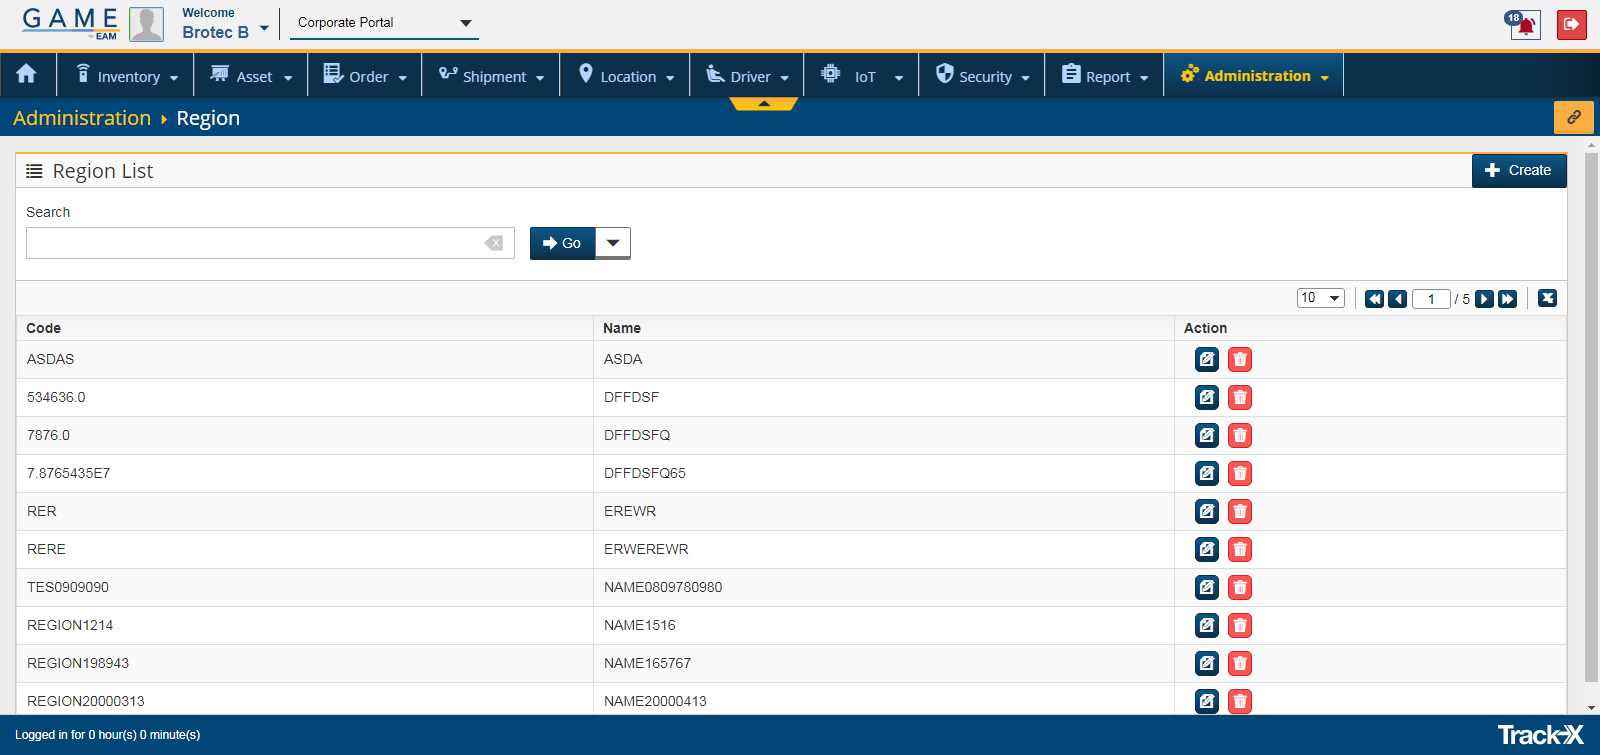 GAME
BY EAM
Welcome
Brotec B
Corporate Portal
18
Inventory
Asset
Order
Shipment
Location
Driver
IoT
Security
Report
Administration
Administration
Region
Region List
Create
Search
Go
10
1
/ 5
Code Name Action
ASDAS ASDA
534636.0 DFFDSF
7876.0 DFFDSFQ
7.8765435E7 DFFDSFQ65
RER EREWR
RERE ERWEREWR
TES0909090 NAME0809780980
REGION1214 NAME1516
REGION198943 NAME165767
REGION20000313 NAME20000413
Logged in for 0 hour(s) 0 minute(s)
Track-X